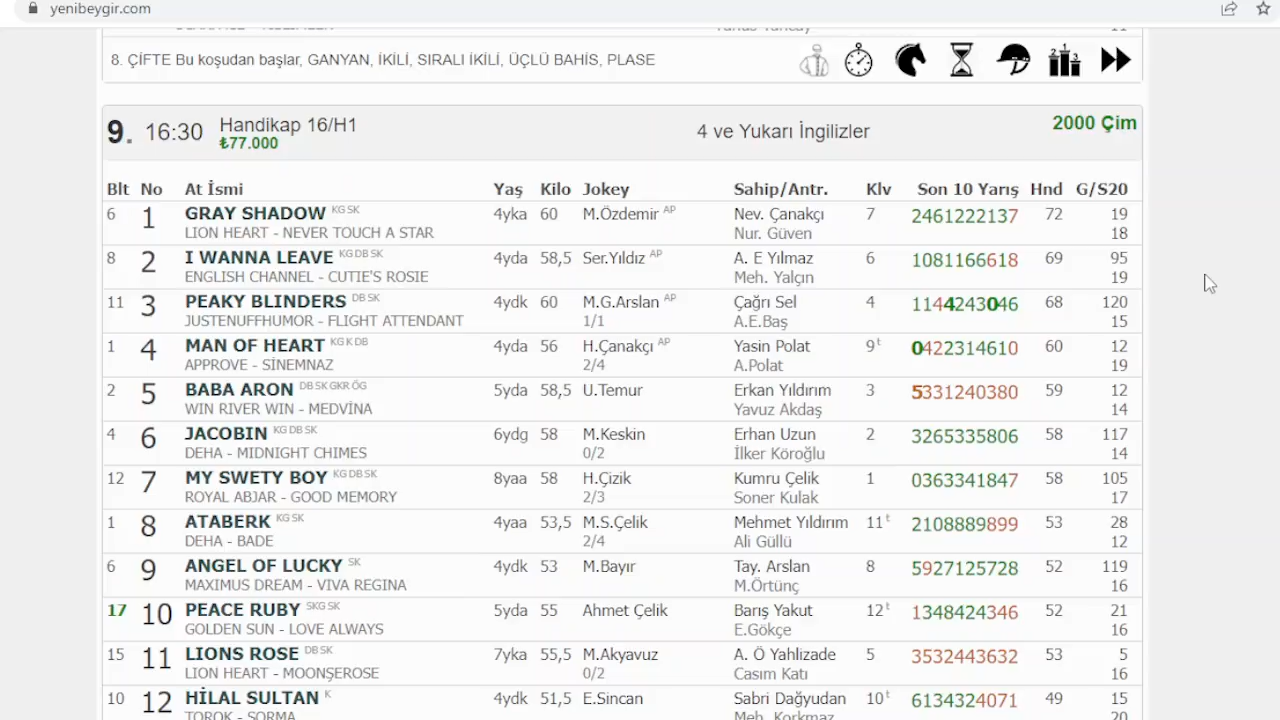 yenibeygir.com
8. ÇİFTE Bu koşudan başlar, GANYAN, İKİLİ, SIRALI İKİLİ, ÜÇLÜ BAHİS, PLASE
9. 16:30 Handikap 16/H1 4 ve Yukarı İngilizler 2000 Çim
₺77.000
Blt No At İsmi Yaş Kilo Jokey Sahip/Antr. Klv Son 10 Yarış Hnd G/S20
6 1 GRAY SHADOW KG SK 4yka 60 M.Özdemir AP Nev. Çanakçı 7 2461222137 72 19
LION HEART - NEVER TOUCH A STAR Nur. Güven 18
8 2 I WANNA LEAVE KG DB SK 4yda 58,5 Ser.Yıldız AP A. E Yılmaz 6 1081166618 69 95
ENGLISH CHANNEL - CUTIE'S ROSIE Meh. Yalçın 19
11 3 PEAKY BLINDERS DB SK 4ydk 60 M.G.Arslan AP Çağrı Sel 4 1144243046 68 120
JUSTENUFFHUMOR - FLIGHT ATTENDANT 1/1 A.E.Baş 15
1 4 MAN OF HEART KG K DB 4yda 56 H.Çanakçı AP Yasin Polat 9t 0422314610 60 12
APPROVE - SİNEMNAZ 2/4 A.Polat 19
2 5 BABA ARON DB SK GKR ÖG 5yda 58,5 U.Temur Erkan Yıldırım 3 5331240380 59 12
WIN RIVER WIN - MEDVİNA Yavuz Akdaş 14
4 6 JACOBIN KG DB SK 6ydg 58 M.Keskin Erhan Uzun 2 3265335806 58 117
DEHA - MIDNIGHT CHIMES 0/2 İlker Köroğlu 14
12 7 MY SWETY BOY KG DB SK 8yaa 58 H.Çizik Kumru Çelik 1 0363341847 58 105
ROYAL ABJAR - GOOD MEMORY 2/3 Soner Kulak 17
1 8 ATABERK KG SK 4yaa 53,5 M.S.Çelik Mehmet Yıldırım 11t 2108889899 53 28
DEHA - BADE 2/4 Ali Güllü 12
6 9 ANGEL OF LUCKY SK 4ydk 53 M.Bayır Tay. Arslan 8 5927125728 52 119
MAXIMUS DREAM - VIVA REGINA M.Örtünç 16
17 10 PEACE RUBY SKG SK 5yda 55 Ahmet Çelik Barış Yakut 12t 1348424346 52 21
GOLDEN SUN - LOVE ALWAYS E.Gökçe 16
15 11 LIONS ROSE DB SK 7yka 55,5 M.Akyavuz A. Ö Yahlizade 5 3532443632 53 5
LION HEART - MOONŞEROSE 0/2 Casım Katı 16
10 12 HİLAL SULTAN K 4ydk 51,5 E.Sincan Sabri Dağyudan 10t 6134324071 49 15
TOROK - SORMA Meh. Korkmaz 20